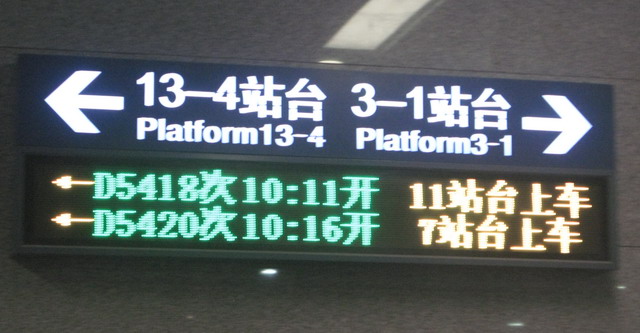 13-4站台 3-1站台
Platform13-4 Platform3-1
D5418次10:11开 11站台上车
D5420次10:16开 7站台上车